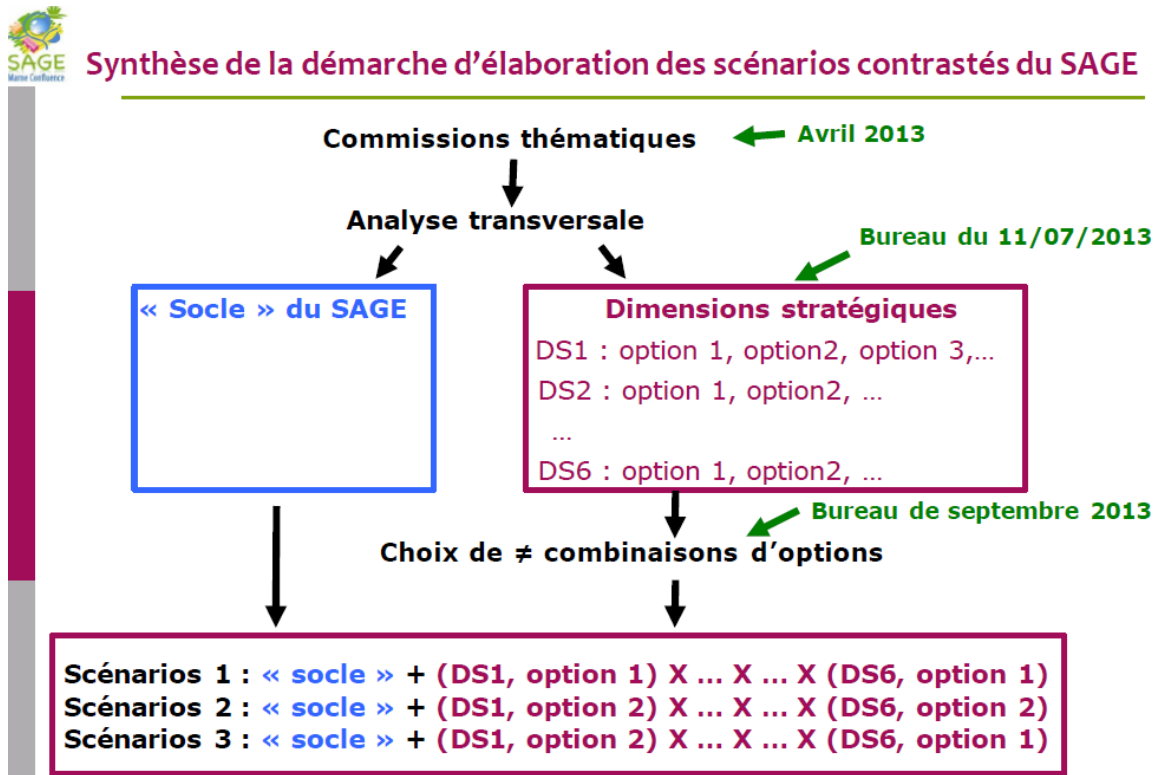 SAGE
Marne Confluence
Synthèse de la démarche d’élaboration des scénarios contrastés du SAGE
Commissions thématiques
Avril 2013
Analyse transversale
Bureau du 11/07/2013
« Socle » du SAGE
Dimensions stratégiques
DS1 : option 1, option2, option 3,...
DS2 : option 1, option2, ...
...
DS6 : option 1, option2, ...
Bureau de septembre 2013
Choix de ≠ combinaisons d’options
Scénarios 1 : « socle » + (DS1, option 1) X ... X ... X (DS6, option 1)
Scénarios 2 : « socle » + (DS1, option 2) X ... X ... X (DS6, option 2)
Scénarios 3 : « socle » + (DS1, option 2) X ... X ... X (DS6, option 1)